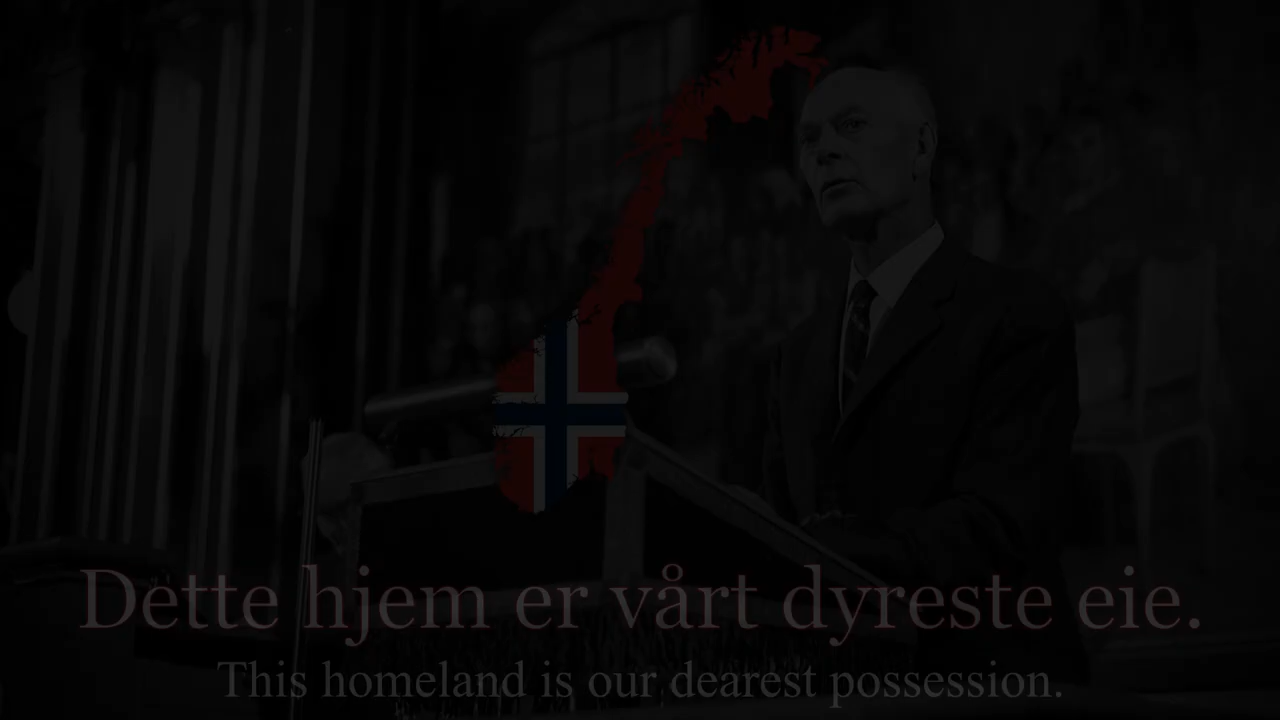 Dette hjem er vårt dyreste eie.
This homeland is our dearest possession.